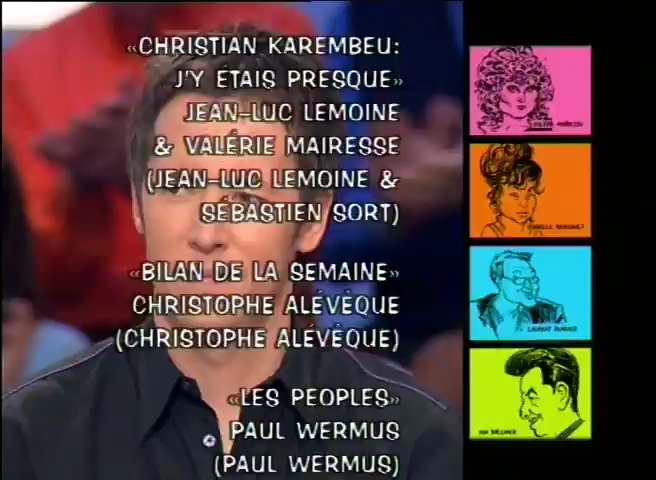 «CHRISTIAN KAREMBEU:
J'Y ÉTAIS PRESQUE»
JEAN-LUC LEMOINE
& VALÉRIE MAIRESSE
(JEAN-LUC LEMOINE &
SÉBASTIEN SORT)
«BILAN DE LA SEMAINE»
CHRISTOPHE ALÉVÊQUE
(CHRISTOPHE ALÉVÊQUE)
«LES PEOPLES»
PAUL WERMUS
(PAUL WERMUS)